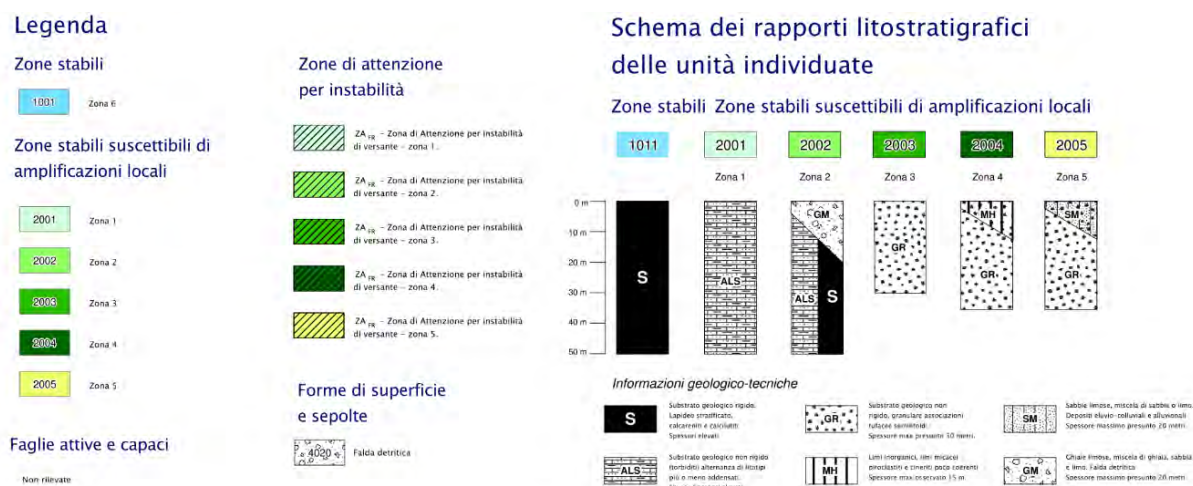 Legenda
Zone stabili
1001 Zona 6
Zone stabili suscettibili di
amplificazioni locali
2001 Zona 1
2002 Zona 2
2003 Zona 3
2004 Zona 4
2005 Zona 5
Faglie attive e capaci
Non rilevate
Zone di attenzione
per instabilità
ZA FR - Zona di Attenzione per instabilità
di versante - zona 1.
ZA FR - Zona di Attenzione per instabilità
di versante - zona 2.
ZA FR - Zona di Attenzione per instabilità
di versante - zona 3.
ZA FR - Zona di Attenzione per instabilità
di versante - zona 4.
ZA FR - Zona di Attenzione per instabilità
di versante - zona 5.
Forme di superficie
e sepolte
4020 Falda detritica
Schema dei rapporti litostratigrafici
delle unità individuate
Zone stabili Zone stabili suscettibili di amplificazioni locali
1011 2001 2002 2003 2004 2005
Zona 1 Zona 2 Zona 3 Zona 4 Zona 5
0 m
10 m
20 m
30 m
40 m
50 m
S ALS GM ALS S GR MH GR SM GR
Informazioni geologico-tecniche
S
Substrato geologico rigido.
Lapideo stratificato,
calcareniti e calcilutiti
Spessori elevati
ALS
Substrato geologico non rigido
(torbiditi) alternanza di litotipi
più o meno addensati.
GR
Substrato geologico non
rigido, granulare associazioni
tufacee semilitoidi.
Spessore max presunto 30 metri.
MH
Limi inorganici, limi micacei
piroclastiti e cineriti poco coerenti
Spessore max osservato 15 m.
SM
Sabbie limose, miscela di sabbia o limo.
Depositi eluvio-colluviali e alluvionali
Spessore massimo presunto 20 metri.
GM
Ghiaie limose, miscela di ghiaia, sabbia
e limo. Falda detritica
Spessore massimo presunto 20 metri